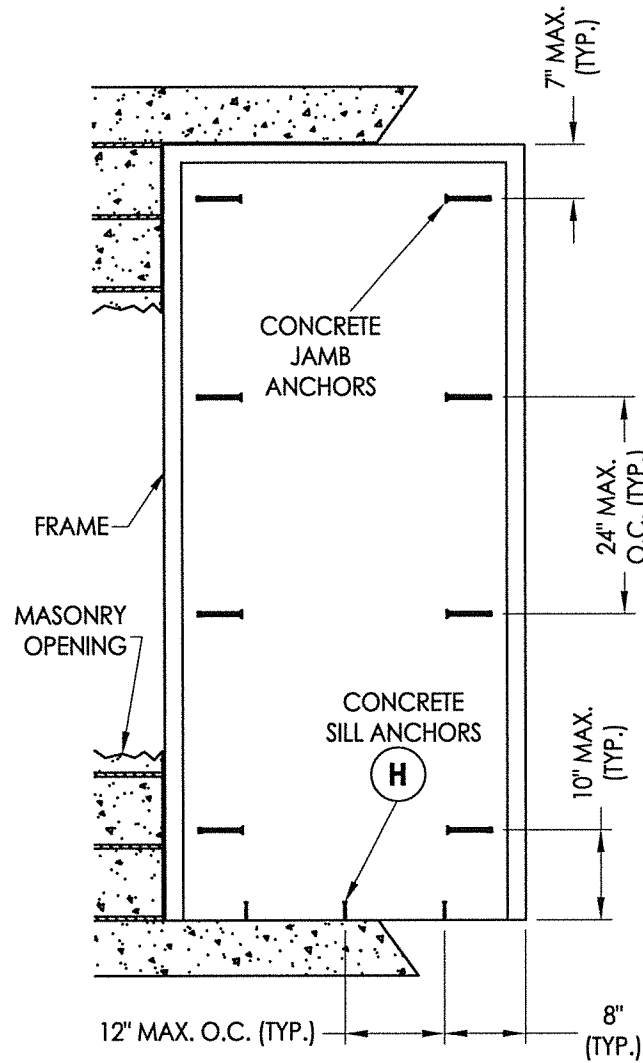 7" MAX.
(TYP.)
CONCRETE
JAMB
ANCHORS
24" MAX.
O.C. (TYP.)
FRAME
MASONRY
OPENING
CONCRETE
SILL ANCHORS
H
10" MAX.
(TYP.)
12" MAX. O.C. (TYP.)
8"
(TYP.)